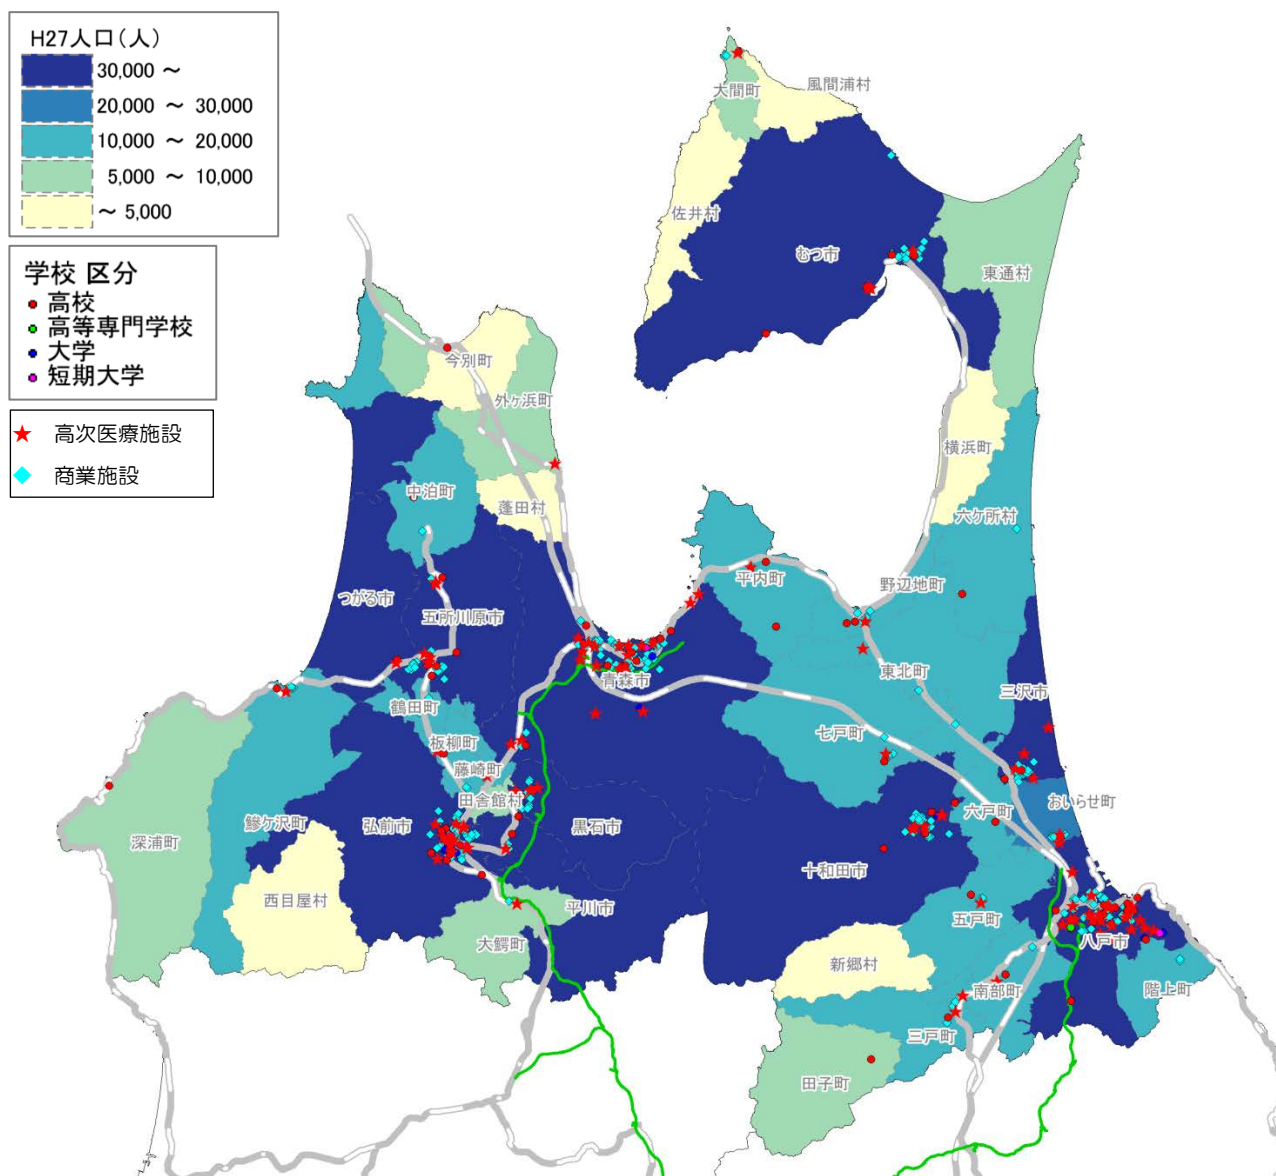 H27人口(人)
30,000 ～
20,000 ～ 30,000
10,000 ～ 20,000
5,000 ～ 10,000
～ 5,000
学校 区分
高校
高等専門学校
大学
短期大学
高次医療施設
商業施設
大間町
風間浦村
佐井村
むつ市
東通村
今別町
外ヶ浜町
横浜町
中泊町
蓬田村
六ケ所村
平内町
野辺地町
つがる市
五所川原市
東北町
青森市
三沢市
鶴田町
七戸町
板柳町
藤崎町
田舎館村
おいらせ町
六戸町
鰺ケ沢町
弘前市
黒石市
深浦町
十和田市
西目屋村
平川市
五戸町
大鰐町
八戸市
新郷村
南部町
階上町
三戸町
田子町